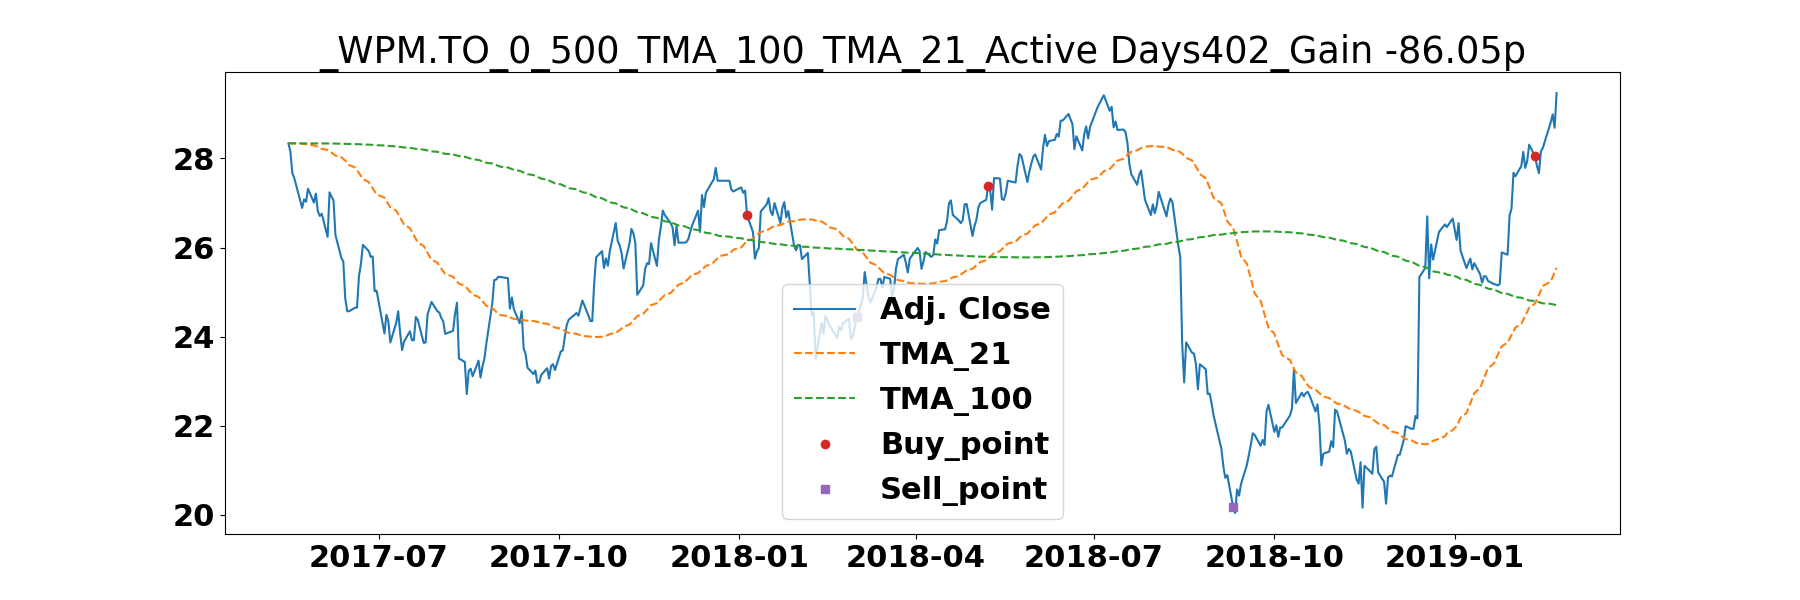 _WPM.TO_0_500_TMA_100_TMA_21_Active Days402_Gain -86.05p
28
26
24
22
20
Adj. Close
TMA_21
TMA_100
Buy_point
Sell_point
2017-07 2017-10 2018-01 2018-04 2018-07 2018-10 2019-01